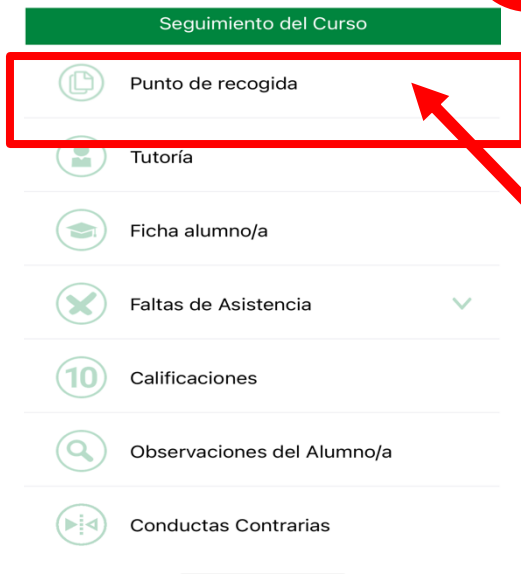 Seguimiento del Curso
Punto de recogida
Tutoría
Ficha alumno/a
Faltas de Asistencia
10 Calificaciones
Observaciones del Alumno/a
Conductas Contrarias